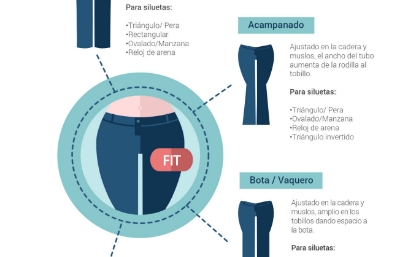 Para siluetas:
•Triángulo/ Pera
•Rectangular
•Ovalado/Manzana
•Reloj de arena
Acampanado
Ajustado en la cadera y
muslos, el ancho del tubo
aumenta de la rodilla al
tobillo.
Para siluetas:
•Triángulo/ Pera
•Ovalado/Manzana
•Reloj de arena
•Triángulo invertido
FIT
Bota / Vaquero
Ajustado en la cadera y
muslos, amplio en los
tobillos dando espacio a
la bota.
Para siluetas: